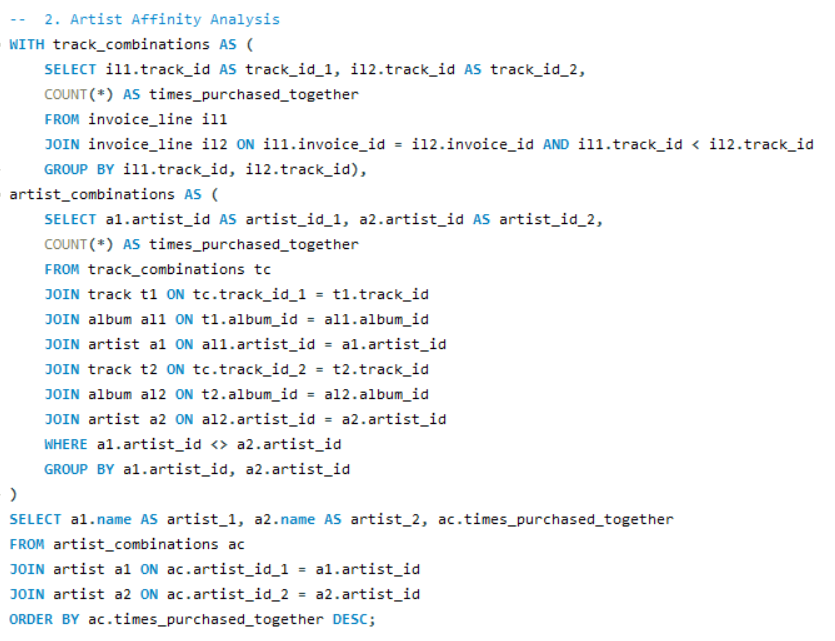 -- 2. Artist Affinity Analysis
WITH track_combinations AS (
SELECT il1.track_id AS track_id_1, il2.track_id AS track_id_2,
COUNT(*) AS times_purchased_together
FROM invoice_line il1
JOIN invoice_line il2 ON il1.invoice_id = il2.invoice_id AND il1.track_id < il2.track_id
GROUP BY il1.track_id, il2.track_id),
artist_combinations AS (
SELECT a1.artist_id AS artist_id_1, a2.artist_id AS artist_id_2,
COUNT(*) AS times_purchased_together
FROM track_combinations tc
JOIN track t1 ON tc.track_id_1 = t1.track_id
JOIN album al1 ON t1.album_id = al1.album_id
JOIN artist a1 ON al1.artist_id = a1.artist_id
JOIN track t2 ON tc.track_id_2 = t2.track_id
JOIN album al2 ON t2.album_id = al2.album_id
JOIN artist a2 ON al2.artist_id = a2.artist_id
WHERE a1.artist_id <> a2.artist_id
GROUP BY a1.artist_id, a2.artist_id
)
SELECT a1.name AS artist_1, a2.name AS artist_2, ac.times_purchased_together
FROM artist_combinations ac
JOIN artist a1 ON ac.artist_id_1 = a1.artist_id
JOIN artist a2 ON ac.artist_id_2 = a2.artist_id
ORDER BY ac.times_purchased_together DESC;